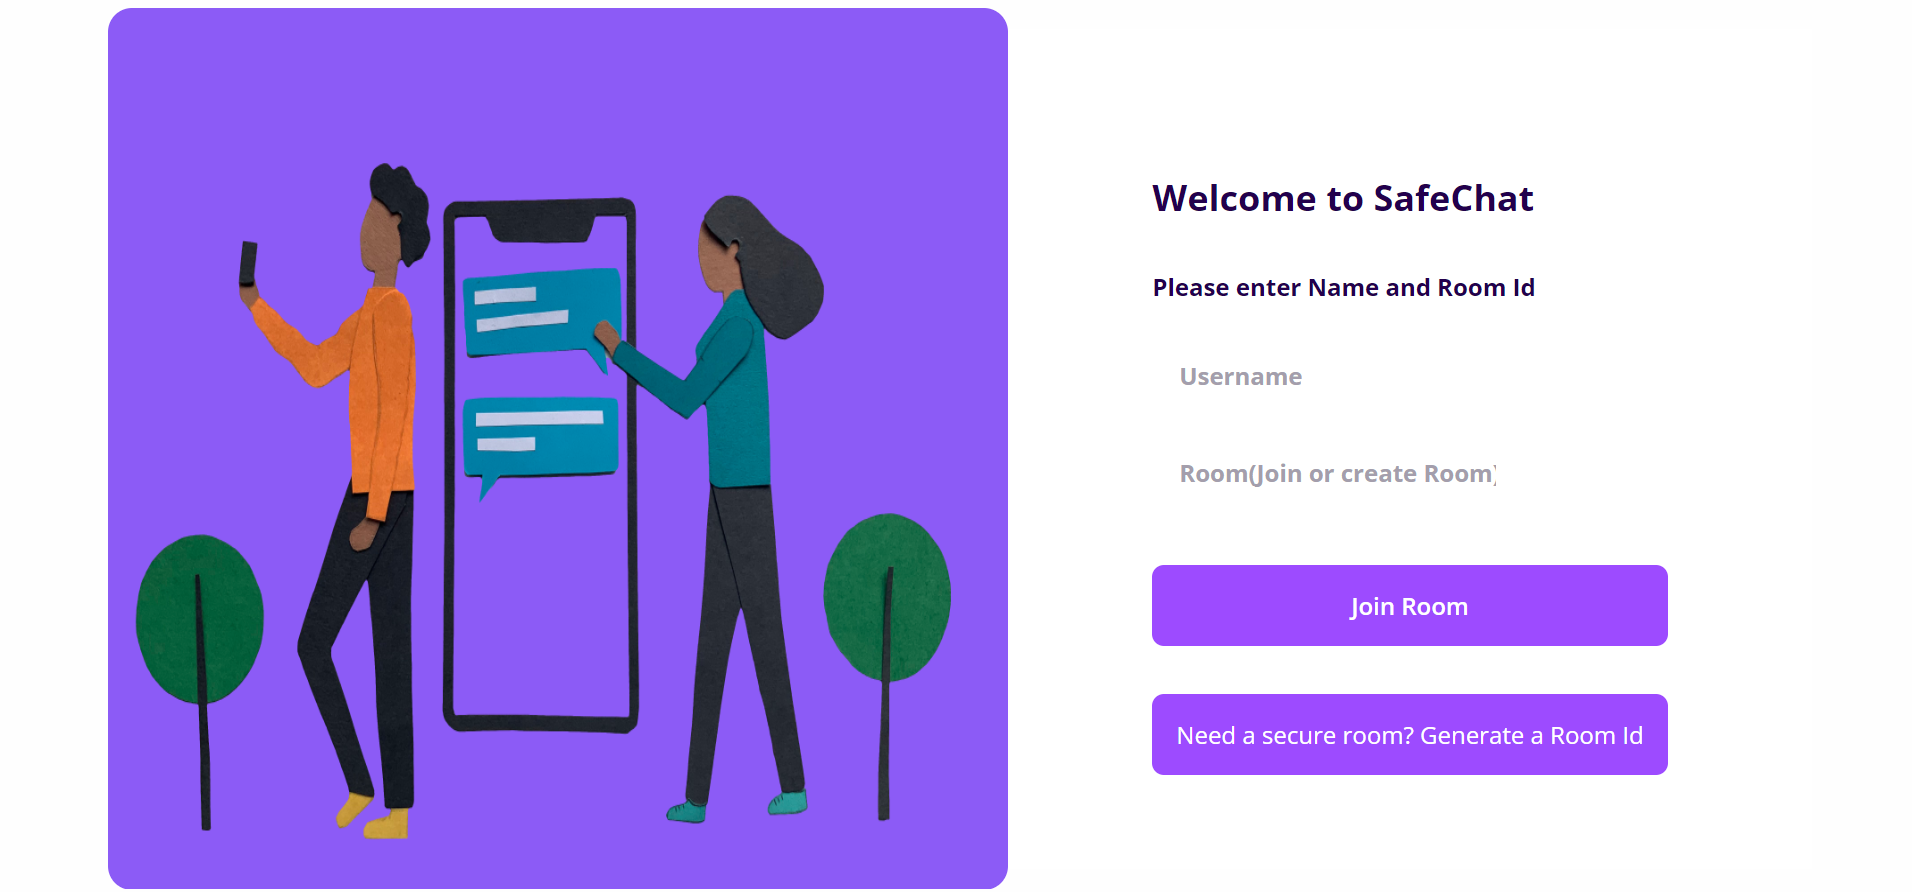 Welcome to SafeChat
Please enter Name and Room Id
Username
Room(Join or create Room)
Join Room
Need a secure room? Generate a Room Id